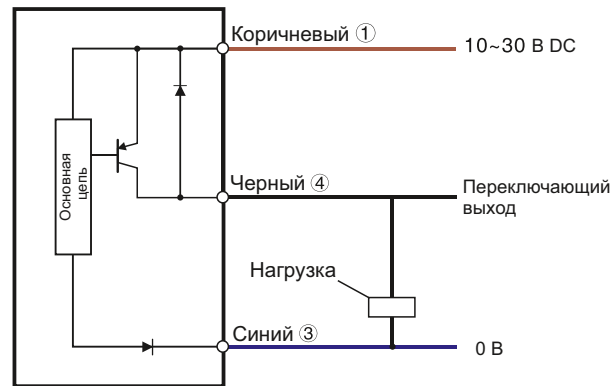 Коричневый ①
10~30 В DC
Основная
цепь
Черный ④
Переключающий
выход
Нагрузка
Синий ③
0 В